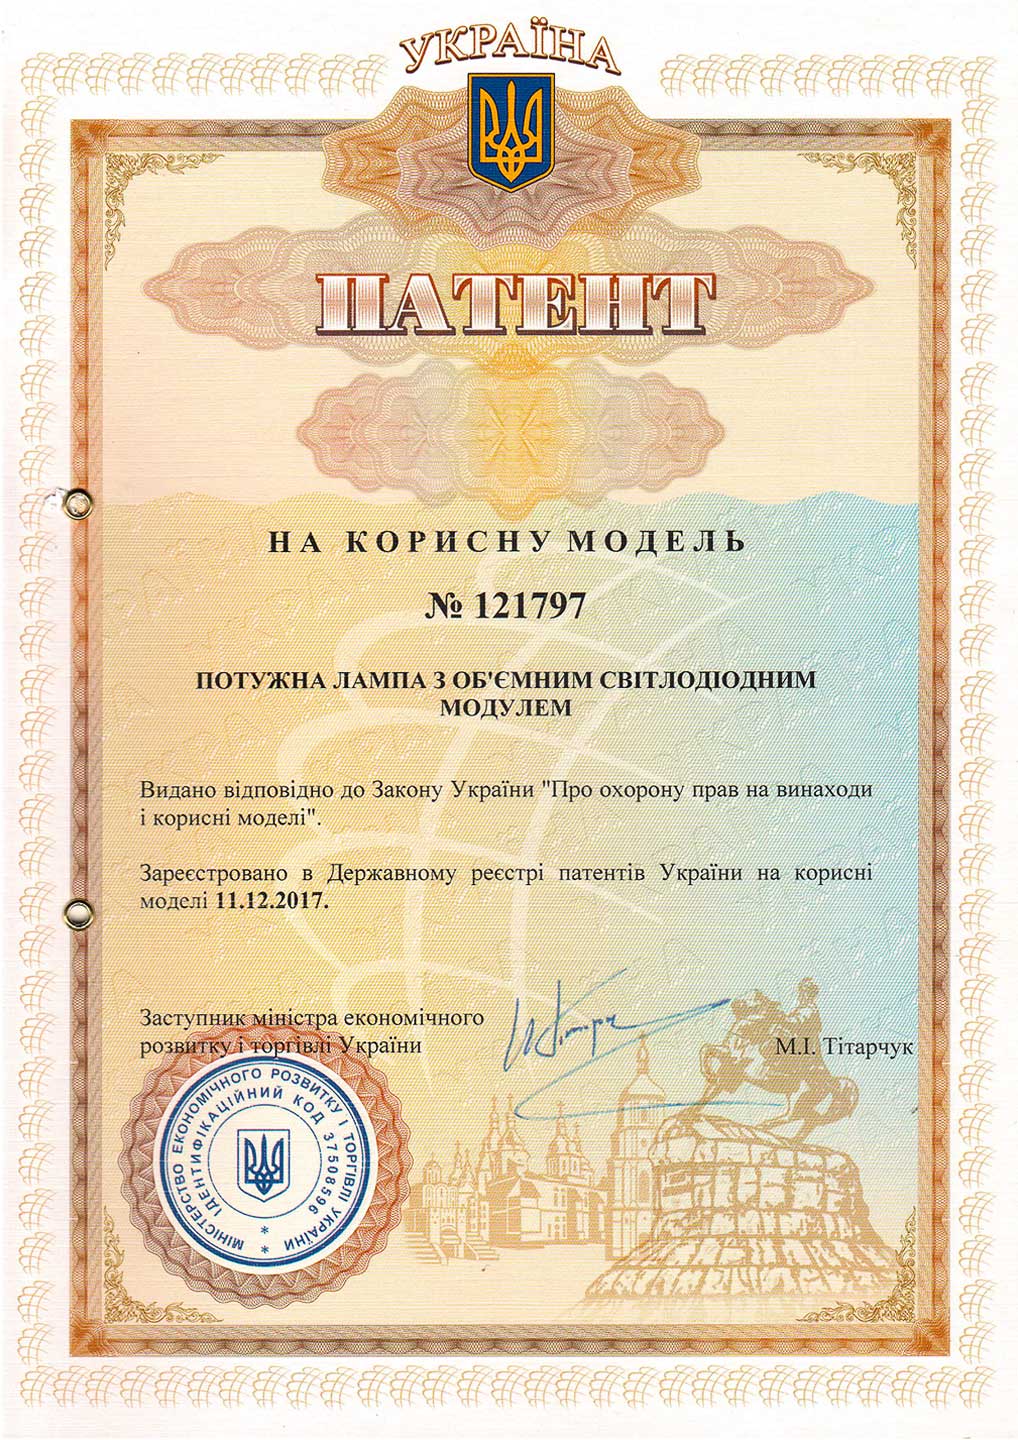 УКРАЇНА
ПАТЕНТ
НА КОРИСНУ МОДЕЛЬ
№ 121797
ПОТУЖНА ЛАМПА З ОБ'ЄМНИМ СВІТЛОДІОДНИМ
МОДУЛЕМ
Видано відповідно до Закону України "Про охорону прав на винаходи
і корисні моделі".
Зареєстровано в Державному реєстрі патентів України на корисні
моделі 11.12.2017.
Заступник міністра економічного
розвитку і торгівлі України
М.І. Тітарчук
МІНІСТЕРСТВО ЕКОНОМІЧНОГО РОЗВИТКУ І ТОРГІВЛІ УКРАЇНИ
* ІДЕНТИФІКАЦІЙНИЙ КОД 37508596 *